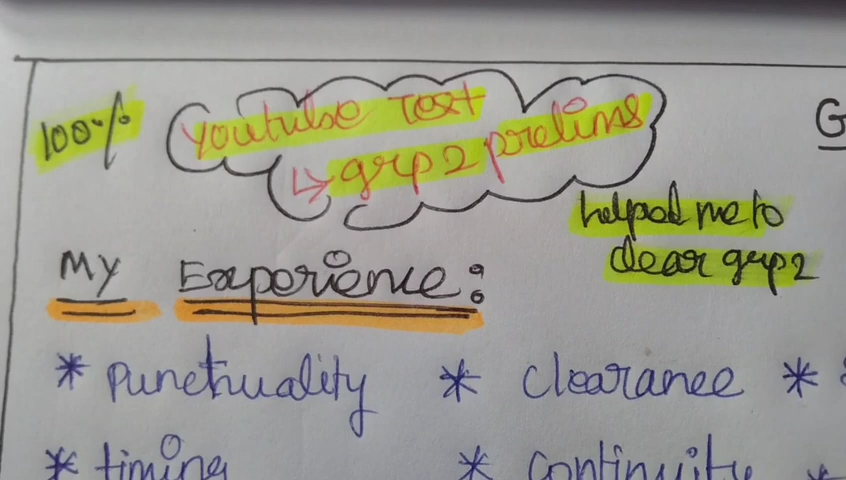 100%
Youtube Test
↳ grp 2 prelims
G
helped me to
clear grp 2
My Experience:
* Punctuality * clearance *
* timing * continuity *